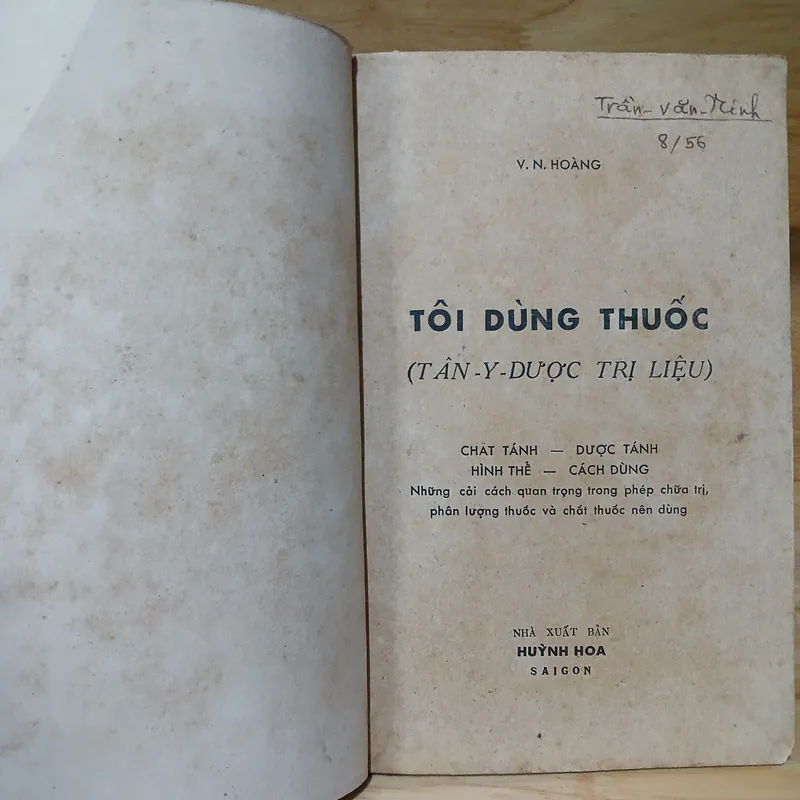 Trần-văn-Ninh
8/56
V. N. HOÀNG
TÔI DÙNG THUỐC
(TÂN-Y-DƯỢC TRỊ LIỆU)
CHẤT TÁNH — DƯỢC TÁNH
HÌNH THỂ — CÁCH DÙNG
Những cải cách quan trọng trong phép chữa trị,
phân lượng thuốc và chất thuốc nên dùng
NHÀ XUẤT BẢN
HUỲNH HOA
SAIGON